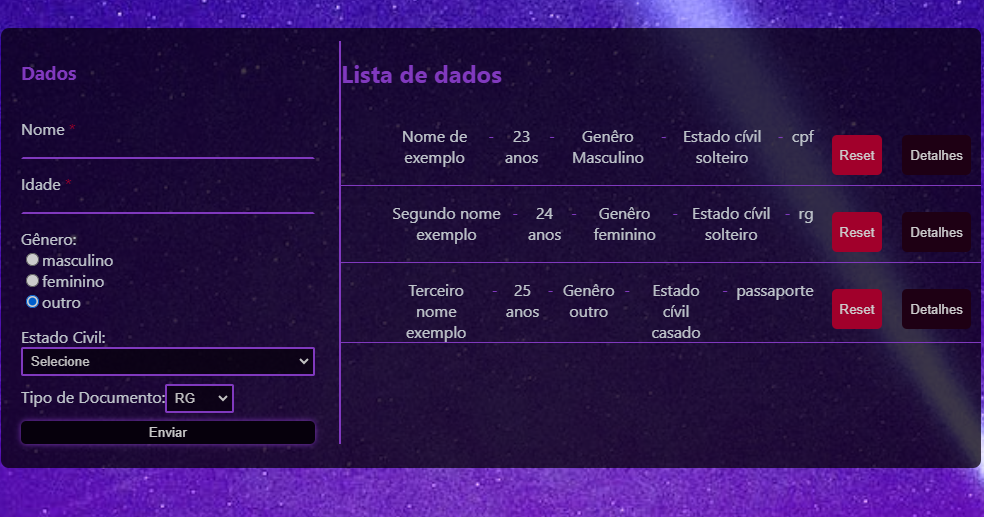 Dados
Nome *
Idade *
Gênero:
masculino
feminino
outro
Estado Civil:
Selecione
Tipo de Documento: RG
Enviar
Lista de dados
Nome de - 23 - Genêro - Estado cívil - cpf
exemplo anos Masculino solteiro
Reset Detalhes
Segundo nome - 24 - Genêro - Estado cívil - rg
exemplo anos feminino solteiro
Reset Detalhes
Terceiro - 25 - Genêro - Estado - passaporte
nome anos outro cívil
exemplo casado
Reset Detalhes